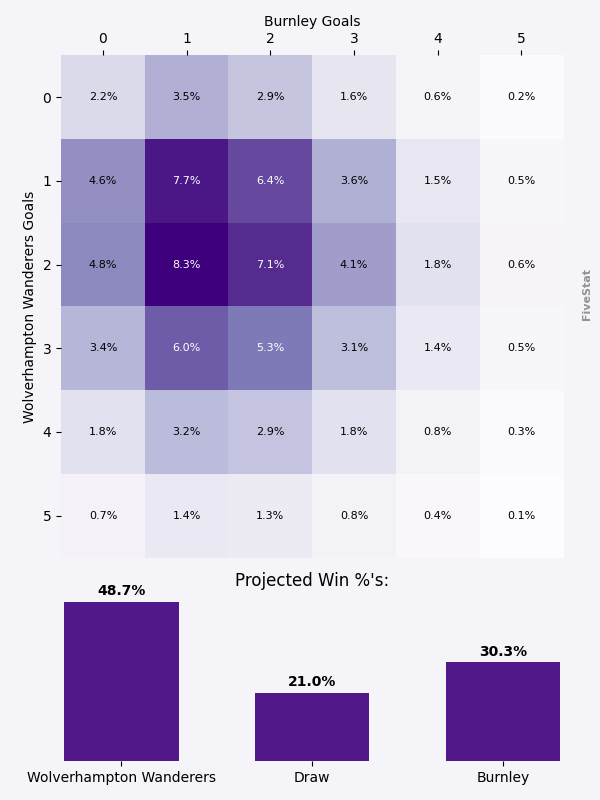 Burnley Goals
0 1 2 3 4 5
0 2.2% 3.5% 2.9% 1.6% 0.6% 0.2%
1 4.6% 7.7% 6.4% 3.6% 1.5% 0.5%
2 4.8% 8.3% 7.1% 4.1% 1.8% 0.6%
3 3.4% 6.0% 5.3% 3.1% 1.4% 0.5%
4 1.8% 3.2% 2.9% 1.8% 0.8% 0.3%
5 0.7% 1.4% 1.3% 0.8% 0.4% 0.1%
Wolverhampton Wanderers Goals
FiveStat
Projected Win %'s:
48.7% 21.0% 30.3%
Wolverhampton Wanderers Draw Burnley